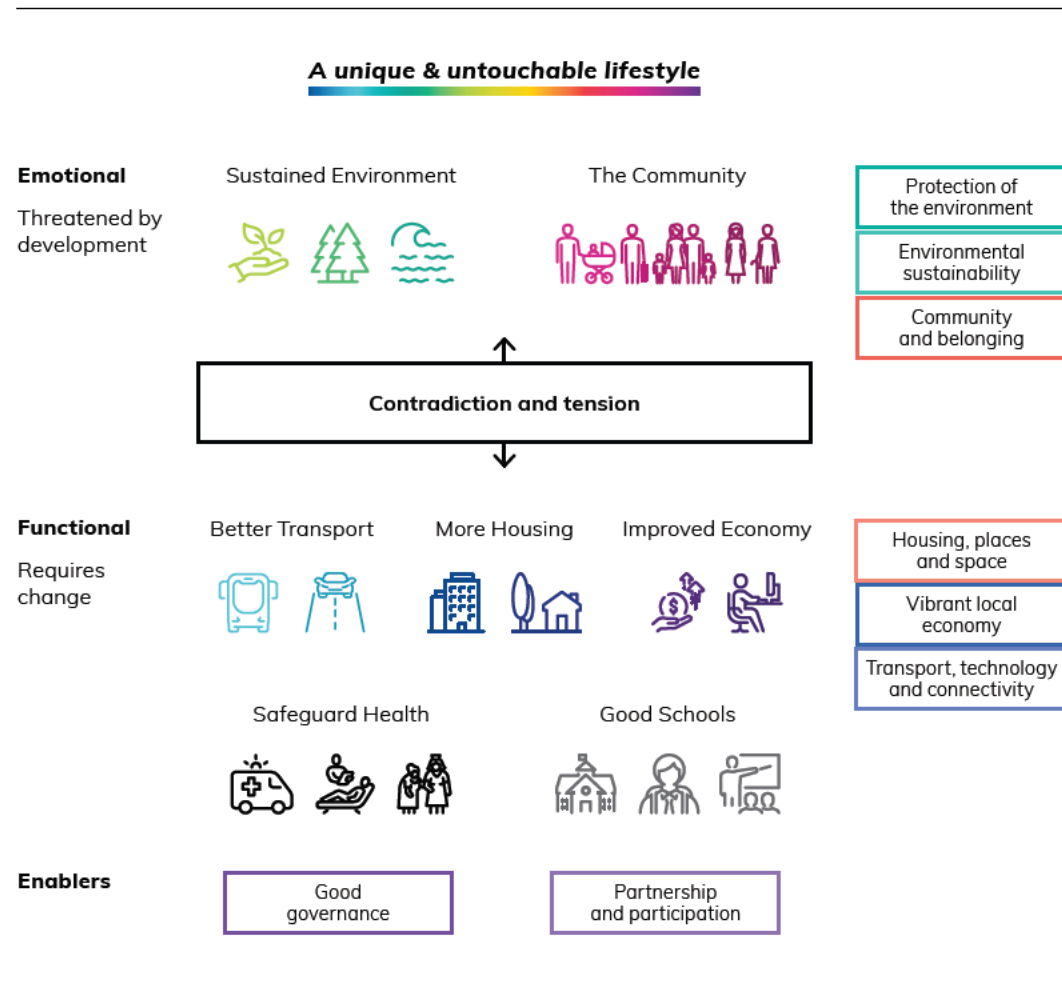 A unique & untouchable lifestyle
Emotional
Threatened by
development
Sustained Environment
The Community
Protection of
the environment
Environmental
sustainability
Community
and belonging
Contradiction and tension
Functional
Requires
change
Better Transport
More Housing
Improved Economy
$
Housing, places
and space
Vibrant local
economy
Transport, technology
and connectivity
Safeguard Health
Good Schools
Enablers
Good
governance
Partnership
and participation